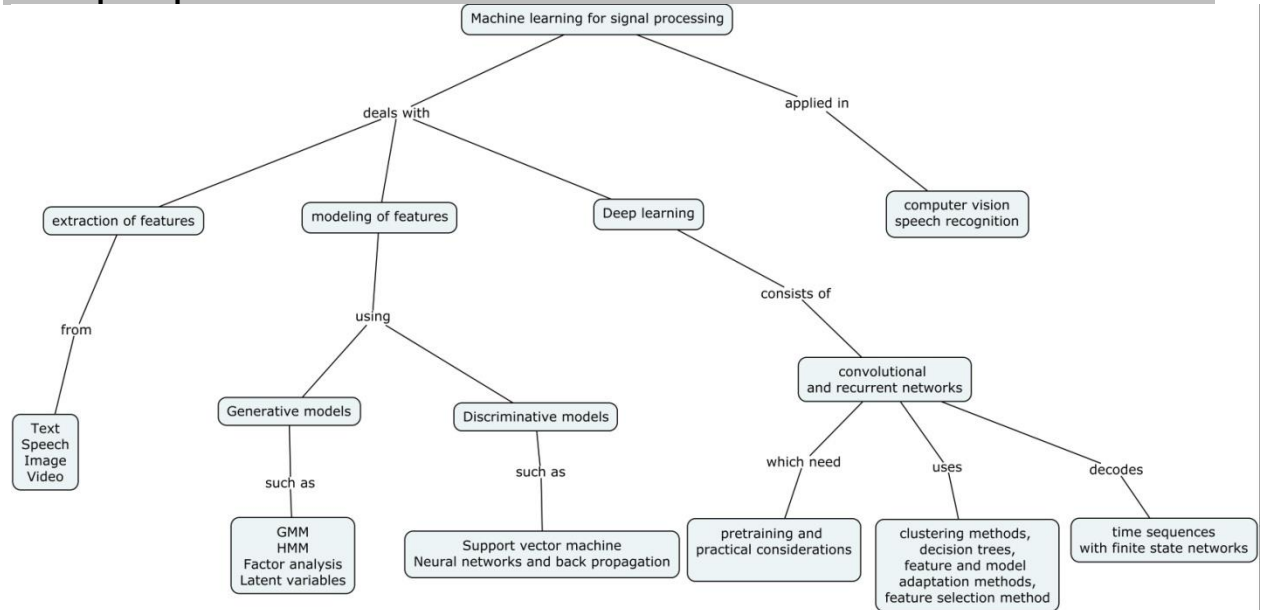 Machine learning for signal processing
applied in
deals with
extraction of features
modeling of features
Deep learning
computer vision
speech recognition
consists of
from
using
convolutional
and recurrent networks
Generative models
Discriminative models
Text
Speech
Image
Video
which need
uses
decodes
such as
such as
GMM
HMM
Factor analysis
Latent variables
Support vector machine
Neural networks and back propagation
pretraining and
practical considerations
clustering methods,
decision trees,
feature and model
adaptation methods,
feature selection method
time sequences
with finite state networks